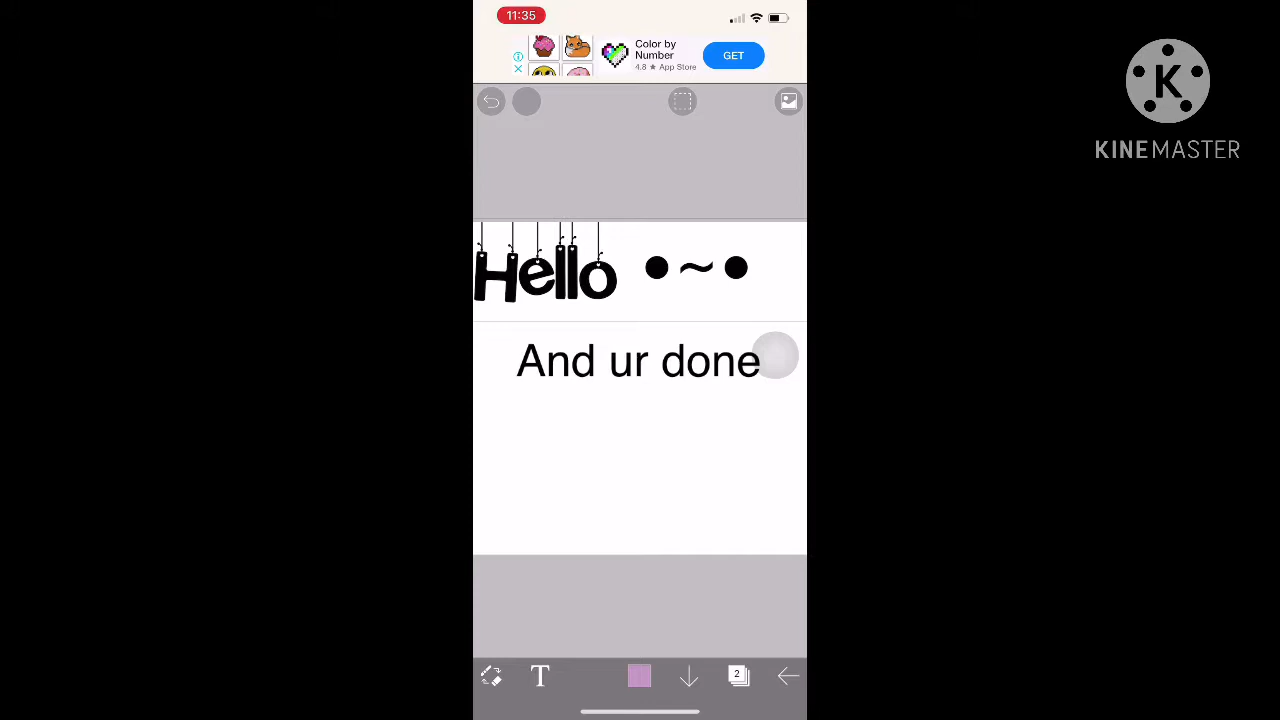 11:35
Color by
Number
4.8 ★ App Store
GET
K
KINEMASTER
Hello •~•
And ur done
T
2